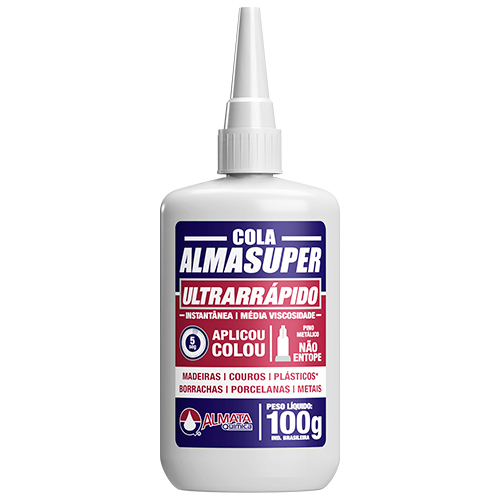 COLA
ALMASUPER
ULTRARRÁPIDO
INSTANTÂNEA | MÉDIA VISCOSIDADE
5 seg
APLICOU
COLOU
PINO
METÁLICO
NÃO
ENTOPE
MADEIRAS | COUROS | PLÁSTICOS*
BORRACHAS | PORCELANAS | METAIS
ALMATA
Química
PESO LÍQUIDO:
100g
IND. BRASILEIRA